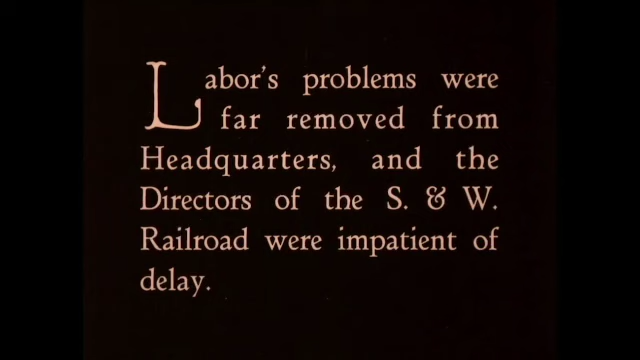 Labor's problems were
far removed from
Headquarters, and the
Directors of the S. & W.
Railroad were impatient of
delay.